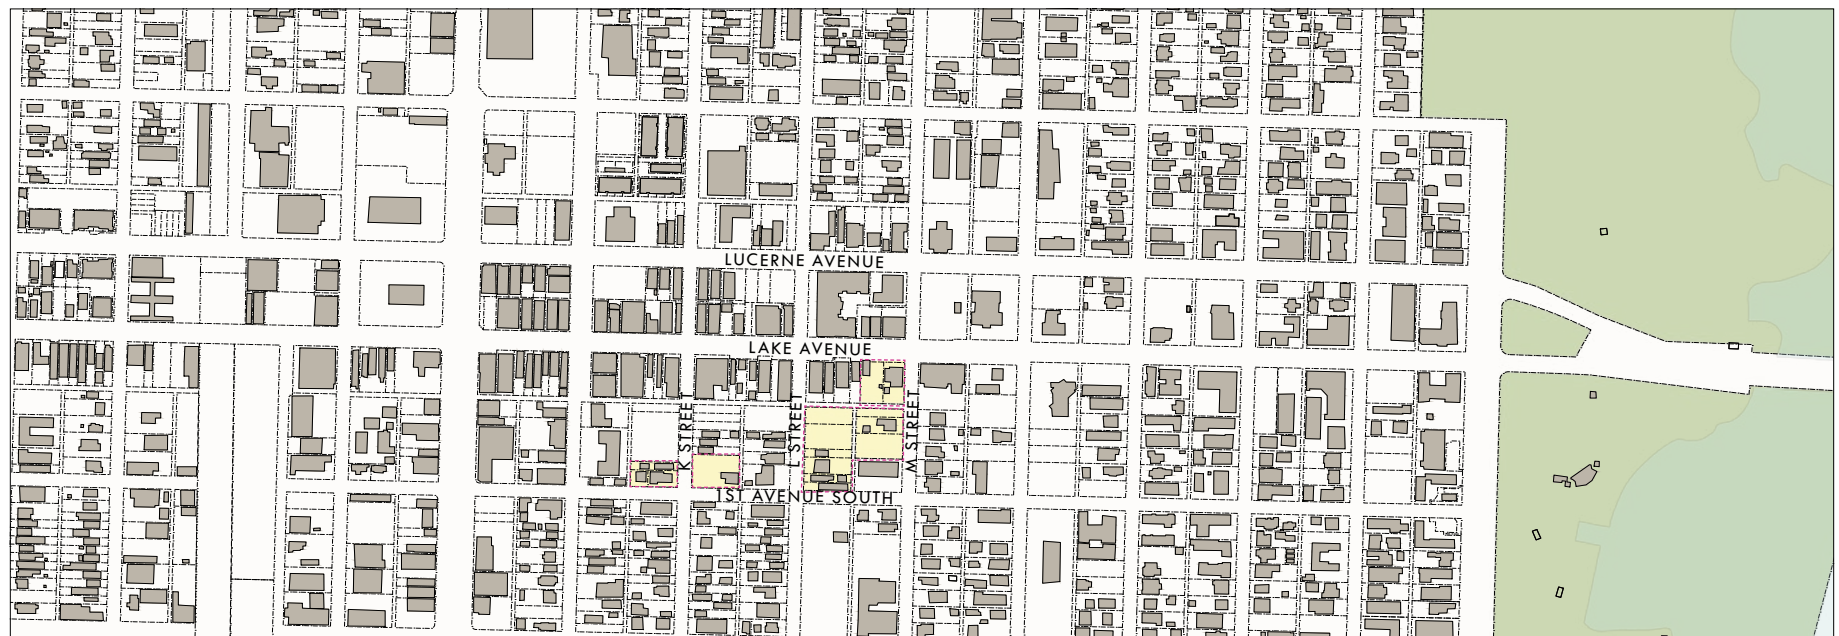 LUCERNE AVENUE
LAKE AVENUE
K STREET
L STREET
M STREET
1ST AVENUE SOUTH